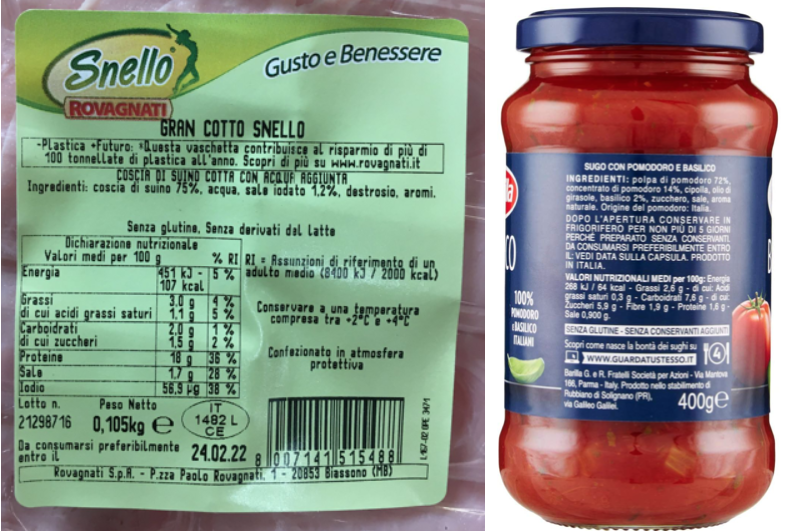 Snello
ROVAGNATI
Gusto e Benessere
GRAN COTTO SNELLO
-Plastica +Futuro: *Questa vaschetta contribuisce al risparmio di più di
100 tonnellate di plastica all'anno. Scopri di più su www.rovagnati.it
COSCIA DI SUINO COTTA CON ACQUA AGGIUNTA
Ingredienti: coscia di suino 75%, acqua, sale iodato 1,2%, destrosio, aromi.
Senza glutine, Senza derivati dal Latte
Dichiarazione nutrizionale
Valori medi per 100 g % RI
Energia 451 kJ - 107 kcal 5 %
Grassi 3,0 g 4 %
di cui acidi grassi saturi 1,1 g 5 %
Carboidrati 2,0 g 1 %
di cui zuccheri 1,5 g 2 %
Proteine 18 g 36 %
Sale 1,7 g 28 %
Iodio 56,9 µg 38 %
RI = Assunzioni di riferimento di un
adulto medio (8400 kJ / 2000 kcal)
Conservare a una temperatura
compresa tra +2°C e +4°C
Confezionato in atmosfera
protettiva
Lotto n. Peso Netto
21298716 0,105kg e
IT
1482 L
CE
Da consumarsi preferibilmente
entro il 24.02.22
8 007141 515488
Rovagnati S.p.A. - P.zza Paolo Rovagnati, 1 - 20853 Biassono (MB)
SUGO CON POMODORO E BASILICO
INGREDIENTI: polpa di pomodoro 72%,
concentrato di pomodoro 14%, cipolla, olio di
girasole, basilico 2%, zucchero, sale, aroma
naturale. Origine del pomodoro: Italia.
DOPO L'APERTURA CONSERVARE IN
FRIGORIFERO PER NON PIÙ DI 5 GIORNI
PERCHÉ PREPARATO SENZA CONSERVANTI.
DA CONSUMARSI PREFERIBILMENTE ENTRO
IL: VEDI DATA SULLA CAPSULA. PRODOTTO
IN ITALIA.
VALORI NUTRIZIONALI MEDI per 100g: Energia
268 kJ / 64 kcal - Grassi 2,6 g - di cui: Acidi
grassi saturi 0,3 g - Carboidrati 7,6 g - di cui:
Zuccheri 5,9 g - Fibre 1,9 g - Proteine 1,6 g -
Sale 0,900 g.
SENZA GLUTINE - SENZA CONSERVANTI AGGIUNTI
Scopri come nasce la bontà dei sughi su
WWW.GUARDATUSTESSO.IT
4
Barilla G. e R. Fratelli Società per Azioni - Via Mantova
166, Parma - Italy. Prodotto nello stabilimento di
Rubbiano di Solignano (PR),
via Galileo Galilei.
400g e
100%
POMODORO
e BASILICO
ITALIANI